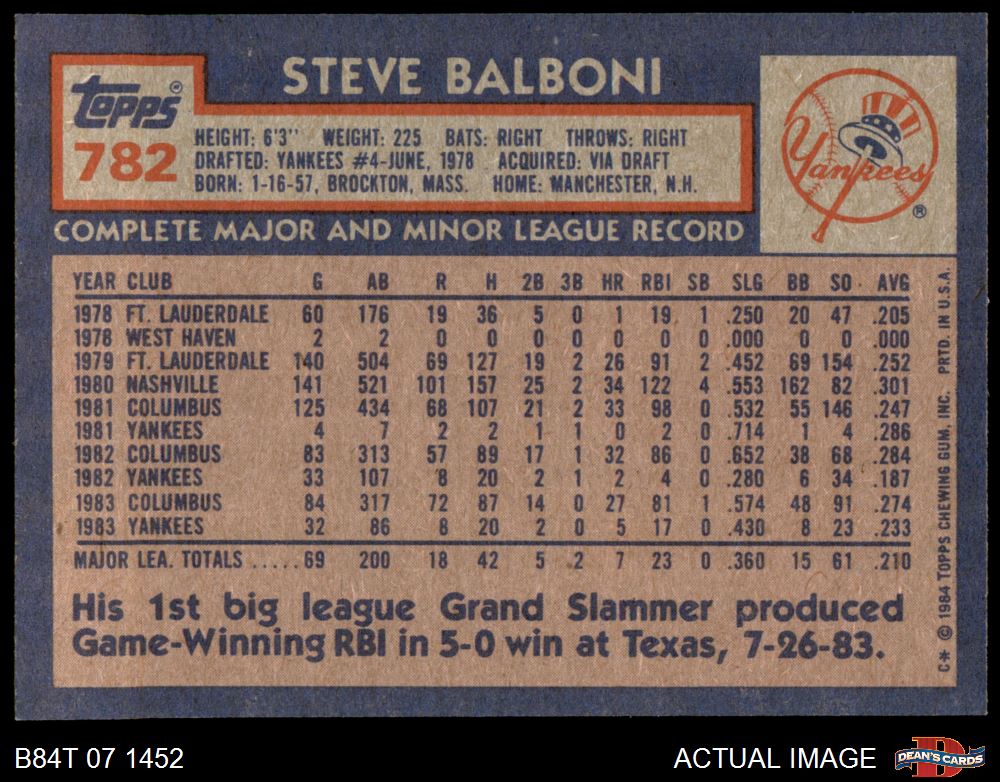 STEVE BALBONI
topps®
782
HEIGHT: 6'3'' WEIGHT: 225 BATS: RIGHT THROWS: RIGHT
DRAFTED: YANKEES #4-JUNE, 1978 ACQUIRED: VIA DRAFT
BORN: 1-16-57, BROCKTON, MASS. HOME: MANCHESTER, N.H.
Yankees ®
COMPLETE MAJOR AND MINOR LEAGUE RECORD
YEAR CLUB G AB R H 2B 3B HR RBI SB SLG BB SO AVG
1978 FT. LAUDERDALE 60 176 19 36 5 0 1 19 1 .250 20 47 .205
1978 WEST HAVEN 2 2 0 0 0 0 0 0 0 .000 0 0 .000
1979 FT. LAUDERDALE 140 504 69 127 19 2 26 91 2 .452 69 154 .252
1980 NASHVILLE 141 521 101 157 25 2 34 122 4 .553 162 82 .301
1981 COLUMBUS 125 434 68 107 21 2 33 98 0 .532 55 146 .247
1981 YANKEES 4 7 2 2 1 1 0 2 0 .714 1 4 .286
1982 COLUMBUS 83 313 57 89 17 1 32 86 0 .652 38 68 .284
1982 YANKEES 33 107 8 20 2 1 2 4 0 .280 6 34 .187
1983 COLUMBUS 84 317 72 87 14 0 27 81 1 .574 48 91 .274
1983 YANKEES 32 86 8 20 2 0 5 17 0 .430 8 23 .233
MAJOR LEA. TOTALS ..... 69 200 18 42 5 2 7 23 0 .360 15 61 .210
His 1st big league Grand Slammer produced
Game-Winning RBI in 5-0 win at Texas, 7-26-83.
C* © 1984 TOPPS CHEWING GUM, INC. PRTD. IN U.S.A.
B84T 07 1452
ACTUAL IMAGE
D
DEAN'S CARDS